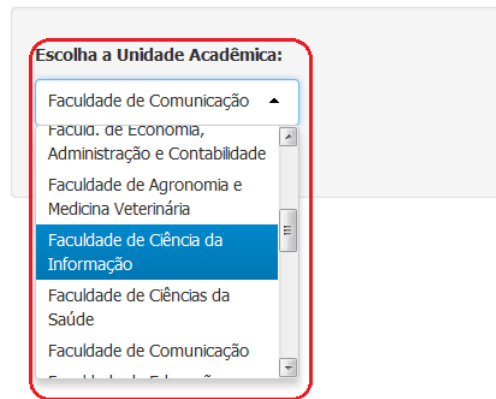 Escolha a Unidade Acadêmica:
Faculdade de Comunicação
Faculd. de Economia,
Administração e Contabilidade
Faculdade de Agronomia e
Medicina Veterinária
Faculdade de Ciência da
Informação
Faculdade de Ciências da
Saúde
Faculdade de Comunicação